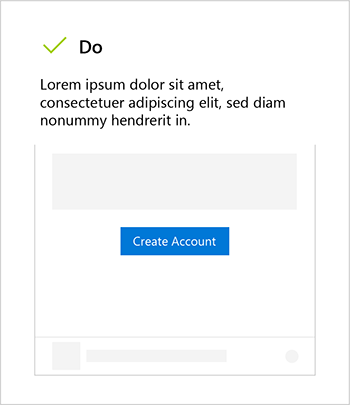 Do
Lorem ipsum dolor sit amet,
consectetuer adipiscing elit, sed diam
nonummy hendrerit in.
Create Account